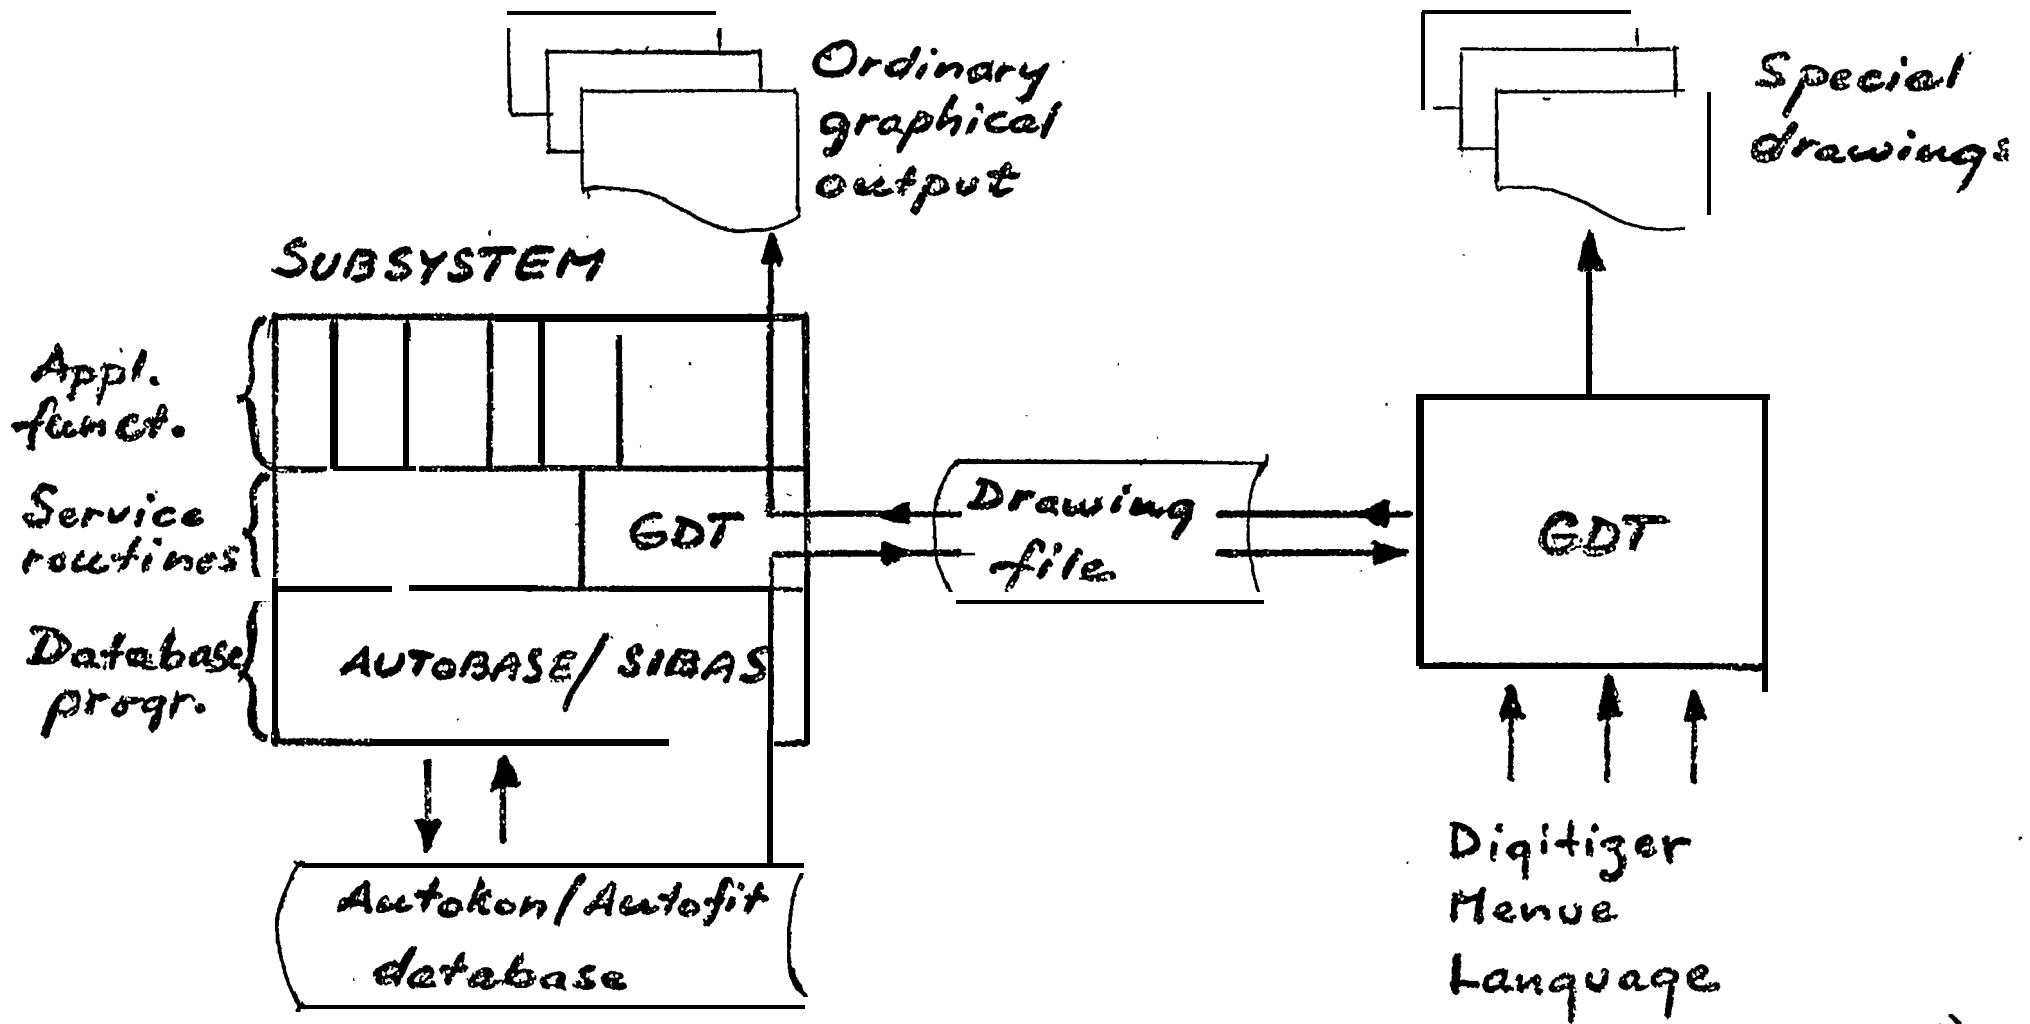 Ordinary
graphical
output
Special
drawings
SUBSYSTEM
Appl.
funct.
Service
routines
GDT
Drawing
file
GDT
Database
progr.
AUTOBASE/SIBAS
Autokon/Autofit
database
Digitizer
Menue
Language